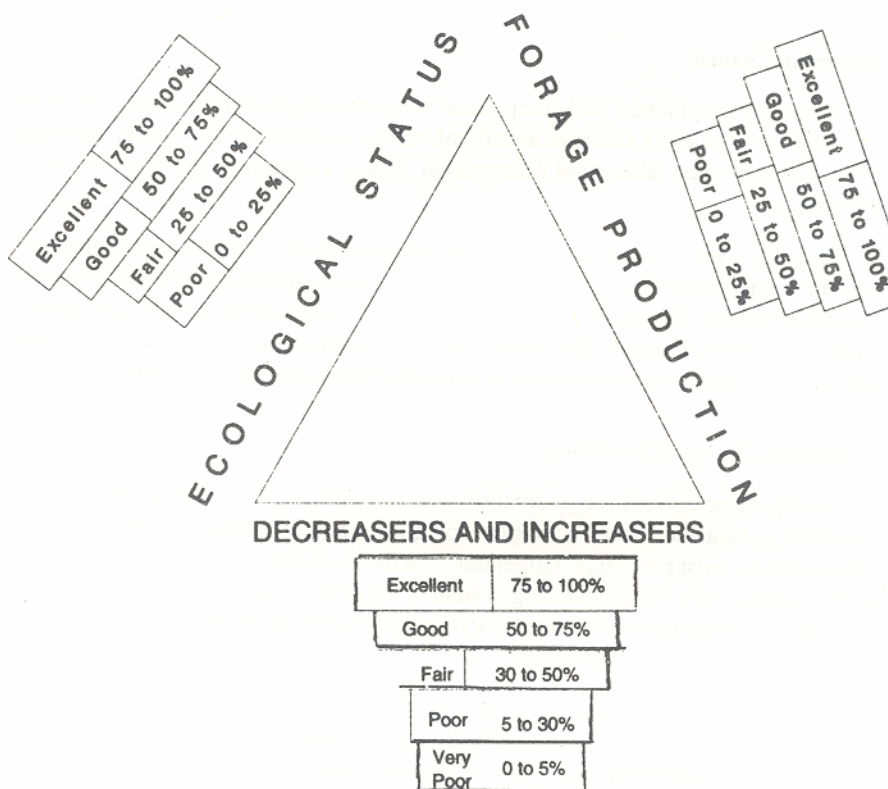 ECOLOGICAL STATUS
Excellent 75 to 100%
Good 50 to 75%
Fair 25 to 50%
Poor 0 to 25%
FORAGE PRODUCTION
Excellent 75 to 100%
Good 50 to 75%
Fair 25 to 50%
Poor 0 to 25%
DECREASERS AND INCREASERS
Excellent 75 to 100%
Good 50 to 75%
Fair 30 to 50%
Poor 5 to 30%
Very
Poor 0 to 5%